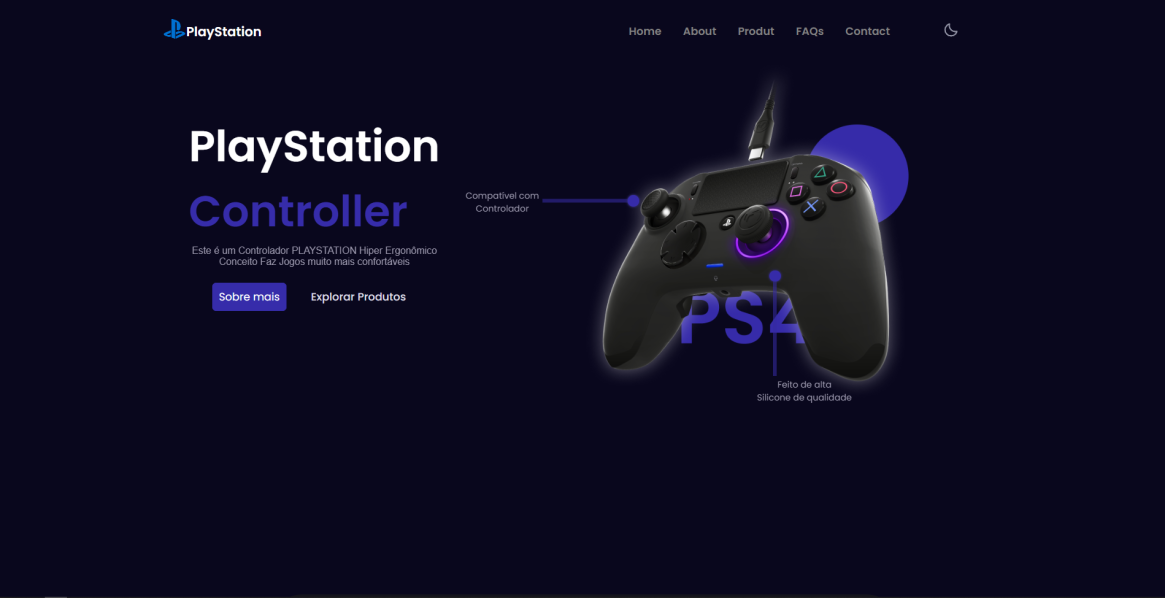 PlayStation
Home
About
Produt
FAQs
Contact
PlayStation
Controller
Este é um Controlador PLAYSTATION Hiper Ergonômico
Conceito Faz Jogos muito mais confortáveis
Sobre mais
Explorar Produtos
Compatível com
Controlador
PS4
Feito de alta
Silicone de qualidade